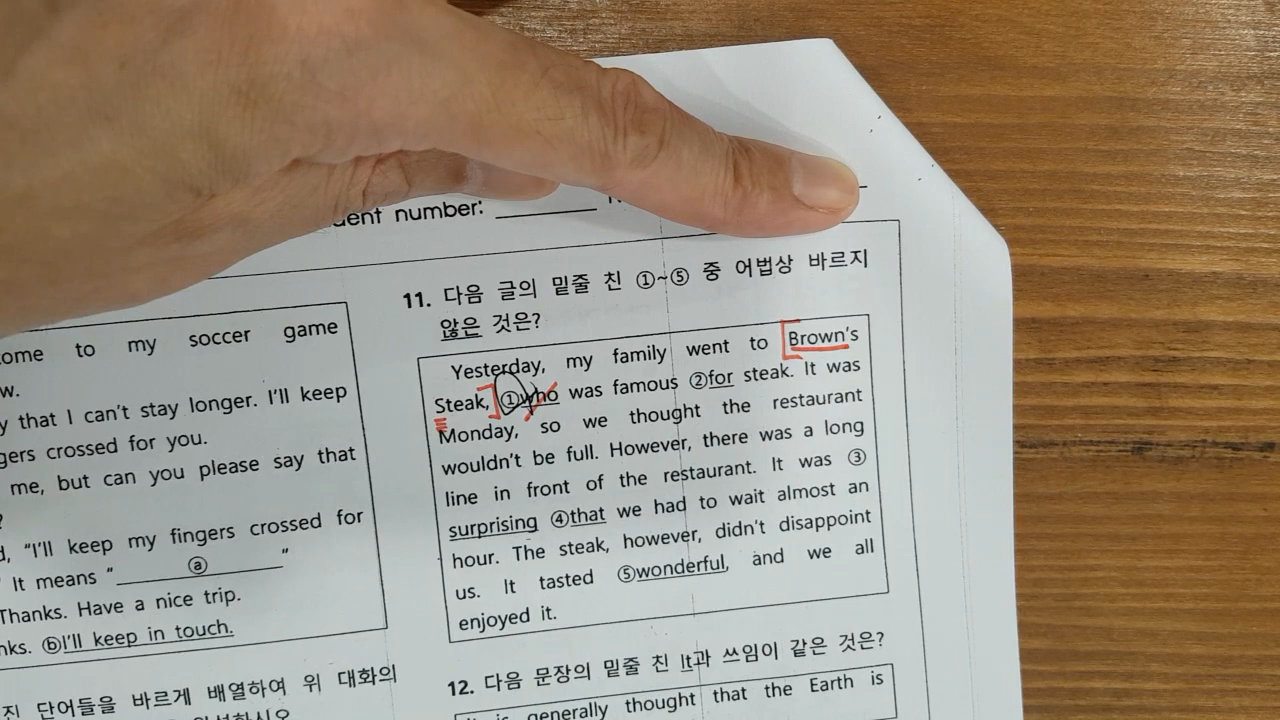 ent number: ______
ome to my soccer game
w.
y that I can't stay longer. I'll keep
gers crossed for you.
me, but can you please say that
?
d, "I'll keep my fingers crossed for
It means "______ⓐ______"
Thanks. Have a nice trip.
nks. ⓑI'll keep in touch.
진 단어들을 바르게 배열하여 위 대화의
11. 다음 글의 밑줄 친 ①~⑤ 중 어법상 바르지
않은 것은?
Yesterday, my family went to Brown's
Steak, ①who was famous ②for steak. It was
Monday, so we thought the restaurant
wouldn't be full. However, there was a long
line in front of the restaurant. It was ③
surprising ④that we had to wait almost an
hour. The steak, however, didn't disappoint
us. It tasted ⑤wonderful, and we all
enjoyed it.
12. 다음 문장의 밑줄 친 It과 쓰임이 같은 것은?
is generally thought that the Earth is